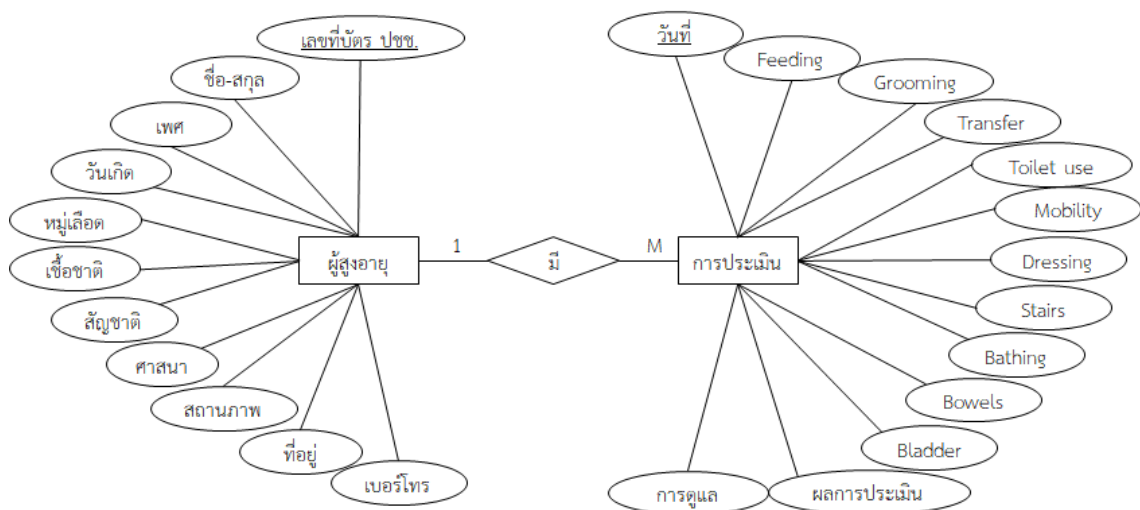 เลขที่บัตร ปชช.
ชื่อ-สกุล
เพศ
วันเกิด
หมู่เลือด
เชื้อชาติ
สัญชาติ
ศาสนา
สถานภาพ
ที่อยู่
เบอร์โทร
ผู้สูงอายุ
1
มี
M
การประเมิน
วันที่
Feeding
Grooming
Transfer
Toilet use
Mobility
Dressing
Stairs
Bathing
Bowels
Bladder
ผลการประเมิน
การดูแล